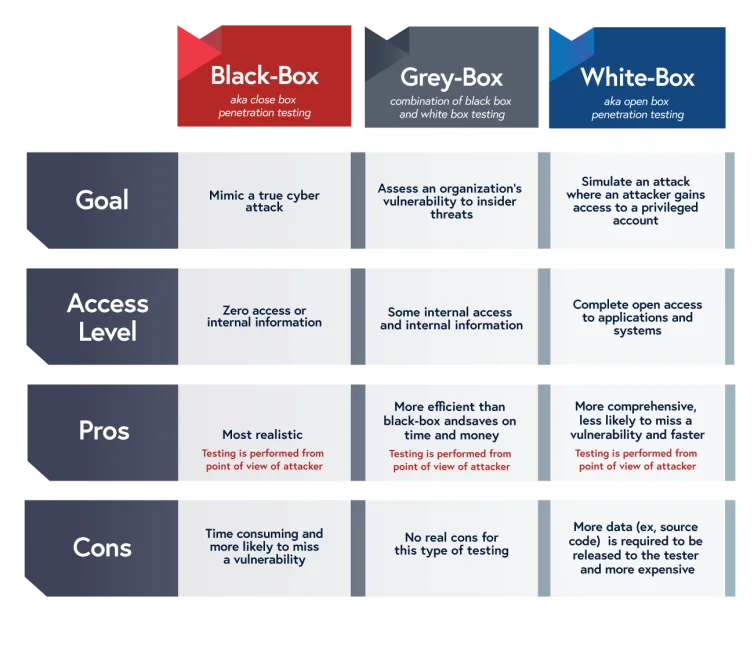 Black-Box
aka close box
penetration testing
Grey-Box
combination of black box
and white box testing
White-Box
aka open box
penetration testing
Goal
Mimic a true cyber
attack
Assess an organization's
vulnerability to insider
threats
Simulate an attack
where an attacker gains
access to a privileged
account
Access
Level
Zero access or
internal information
Some internal access
and internal information
Complete open access
to applications and
systems
Pros
Most realistic
Testing is performed from
point of view of attacker
More efficient than
black-box andsaves on
time and money
Testing is performed from
point of view of attacker
More comprehensive,
less likely to miss a
vulnerability and faster
Testing is performed from
point of view of attacker
Cons
Time consuming and
more likely to miss
a vulnerability
No real cons for
this type of testing
More data (ex, source
code)  is required to be
released to the tester
and more expensive